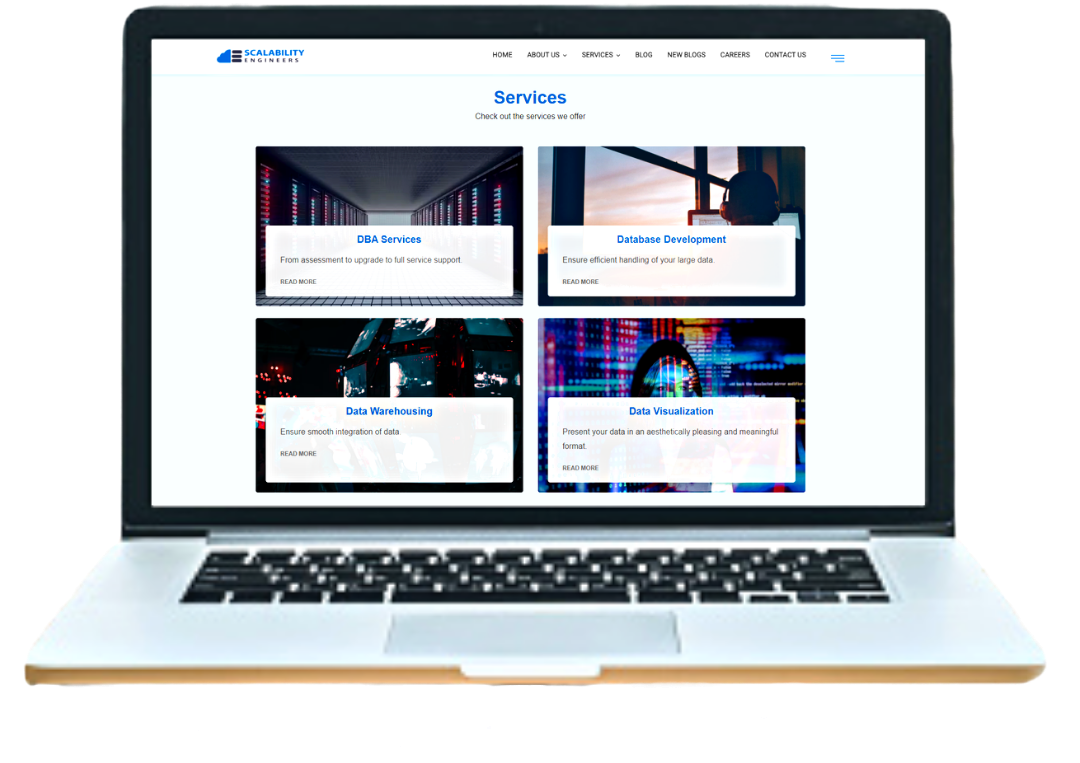 SCALABILITY
ENGINEERS
HOME ABOUT US SERVICES BLOG NEW BLOGS CAREERS CONTACT US
Services
Check out the services we offer
DBA Services
From assessment to upgrade to full service support.
READ MORE
Database Development
Ensure efficient handling of your large data.
READ MORE
Data Warehousing
Ensure smooth integration of data
READ MORE
Data Visualization
Present your data in an aesthetically pleasing and meaningful
format.
READ MORE